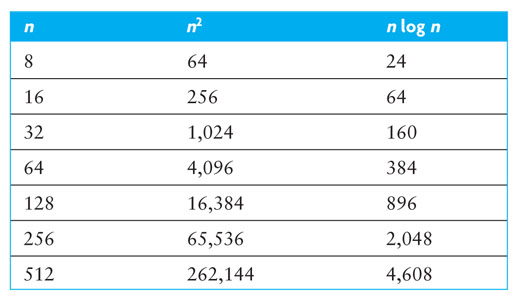 n n² n log n
8 64 24
16 256 64
32 1,024 160
64 4,096 384
128 16,384 896
256 65,536 2,048
512 262,144 4,608